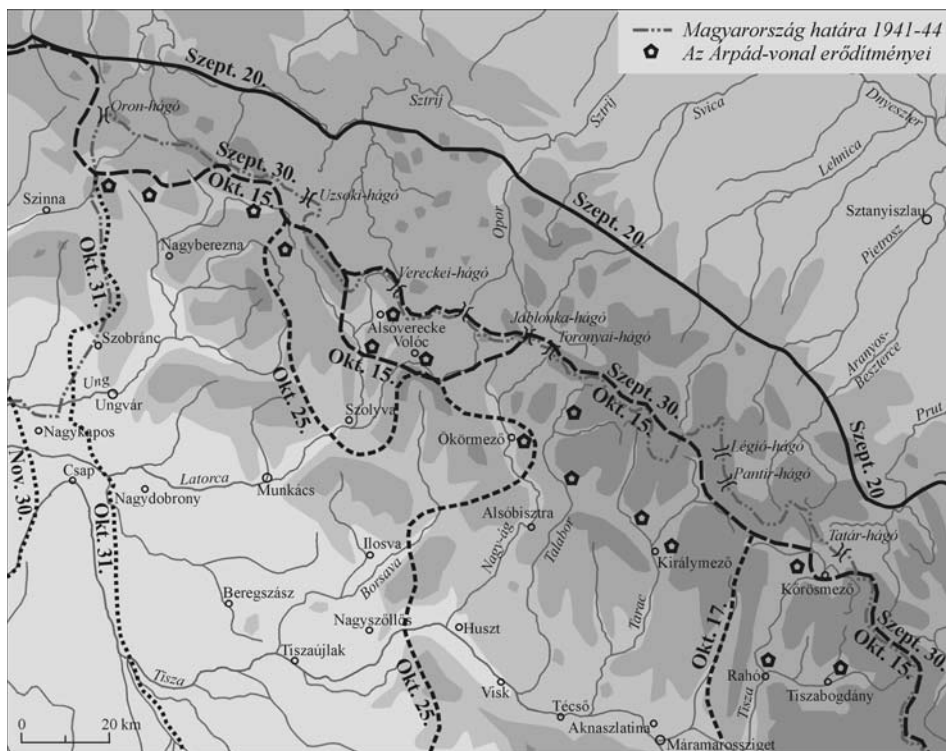 Magyarország határa 1941-44
Az Árpád-vonal erődítményei
Szept. 20.
Oron-hágó
Sztrij
Sztrij
Svica
Dnyeszter
Lehnica
Szept. 30.
Okt. 15.
Uzsoki-hágó
Szinna
Opor
Sztanyiszlau
Pietrosz
Nagyberezna
Szept. 20.
Okt. 31.
Vereckei-hágó
Alsóverecke
Volóc
Jablonka-hágó
Toronyai-hágó
Szobránc
Okt. 15.
Aranyos-
Beszterce
Ung
Ungvár
Okt. 25.
Szolyva
Szept. 30.
Okt. 15.
Prut
Nagykapos
Ökörmező
Légió-hágó
Szept. 20
Csap
Nov. 30.
Latorca
Munkács
Pantir-hágó
Nagydobrony
Okt. 31.
Alsóbisztra
Nagy-ág
Talabor
Tatár-hágó
Ilosva
Borsava
Királymező
Kőrösmező
Beregszász
Tarac
Nagyszőllős
Huszt
Okt. 17.
Szept. 30
Okt. 15.
Tiszaújlak
Tisza
Okt. 25.
Visk
Rahó
Tisza
Tiszabogdány
Técső
Aknaszlatina
Máramarossziget
0
20 km